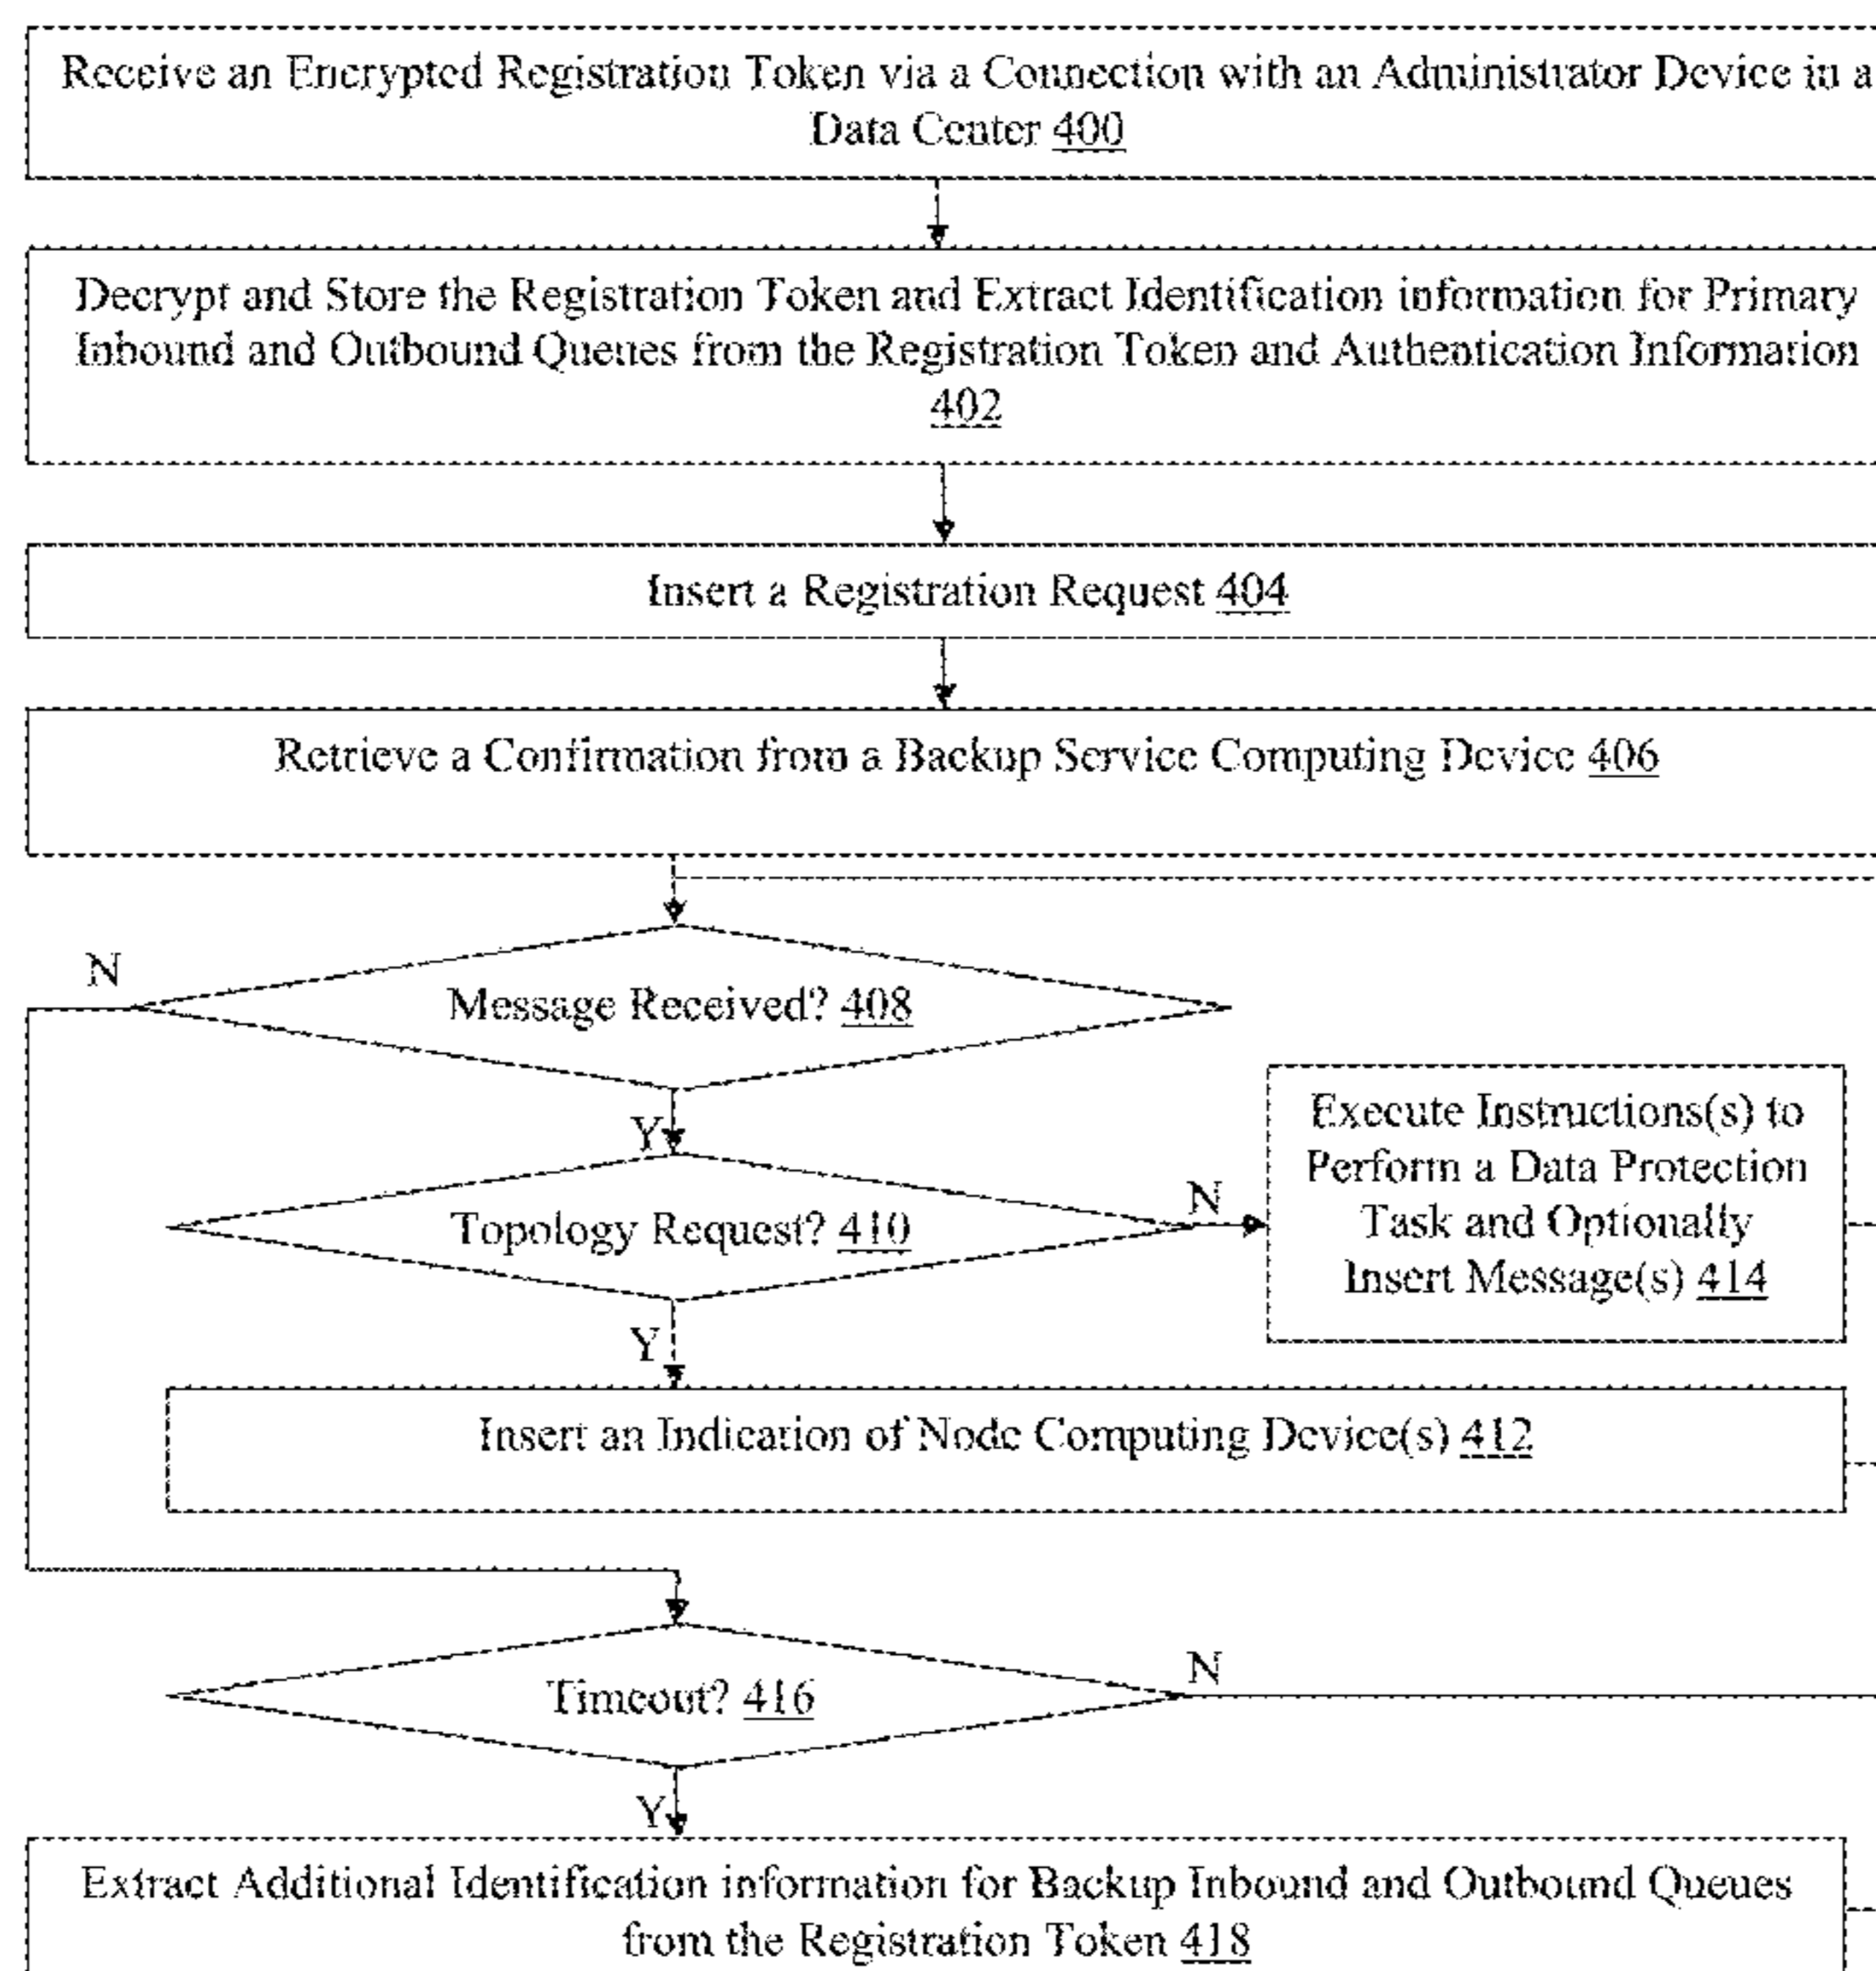 Receive an Encrypted Registration Token via a Connection with an Administrator Device in a
Data Center 400
Decrypt and Store the Registration Token and Extract Identification information for Primary
Inbound and Outbound Queues from the Registration Token and Authentication Information
402
Insert a Registration Request 404
Retrieve a Confirmation from a Backup Service Computing Device 406
N
Message Received? 408
Y
Execute Instructions(s) to
Perform a Data Protection
Task and Optionally
Insert Message(s) 414
N
Topology Request? 410
Y
Insert an Indication of Node Computing Device(s) 412
N
Timeout? 416
Y
Extract Additional Identification information for Backup Inbound and Outbound Queues
from the Registration Token 418